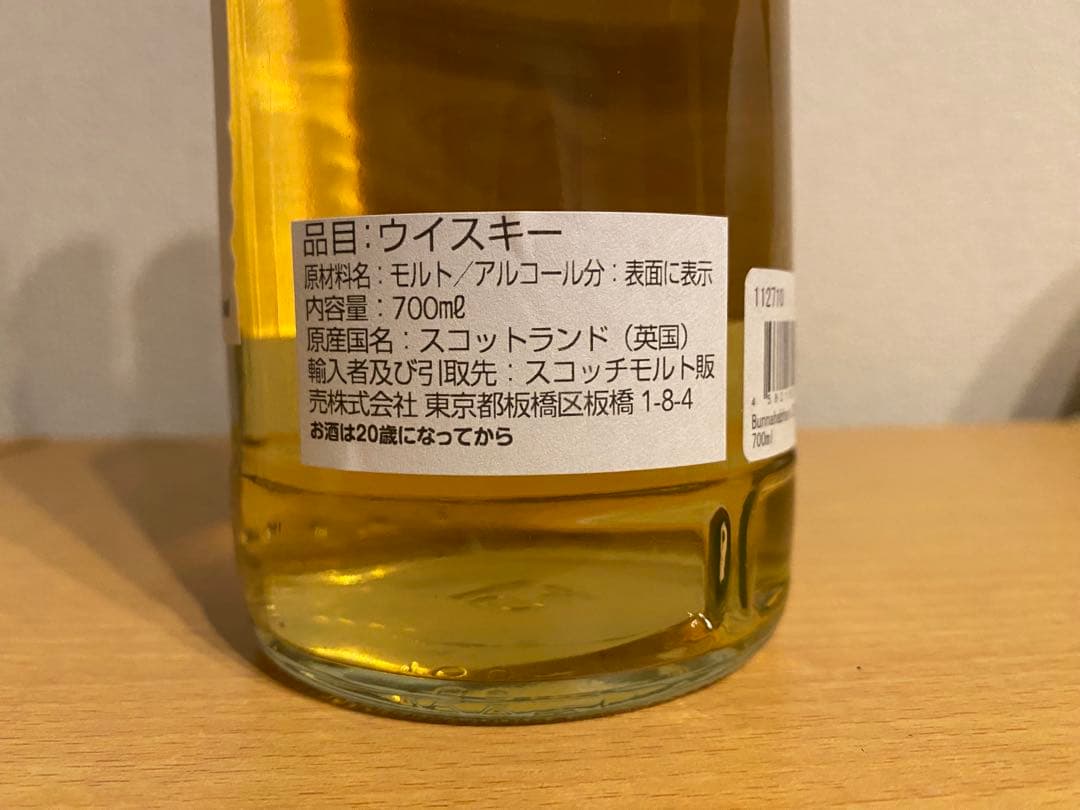 品目：ウイスキー
原材料名：モルト／アルコール分：表面に表示
内容量：700㎖
原産国名：スコットランド（英国）
輸入者及び引取先：スコッチモルト販
売株式会社 東京都板橋区板橋 1-8-4
お酒は20歳になってから
112710
700ml